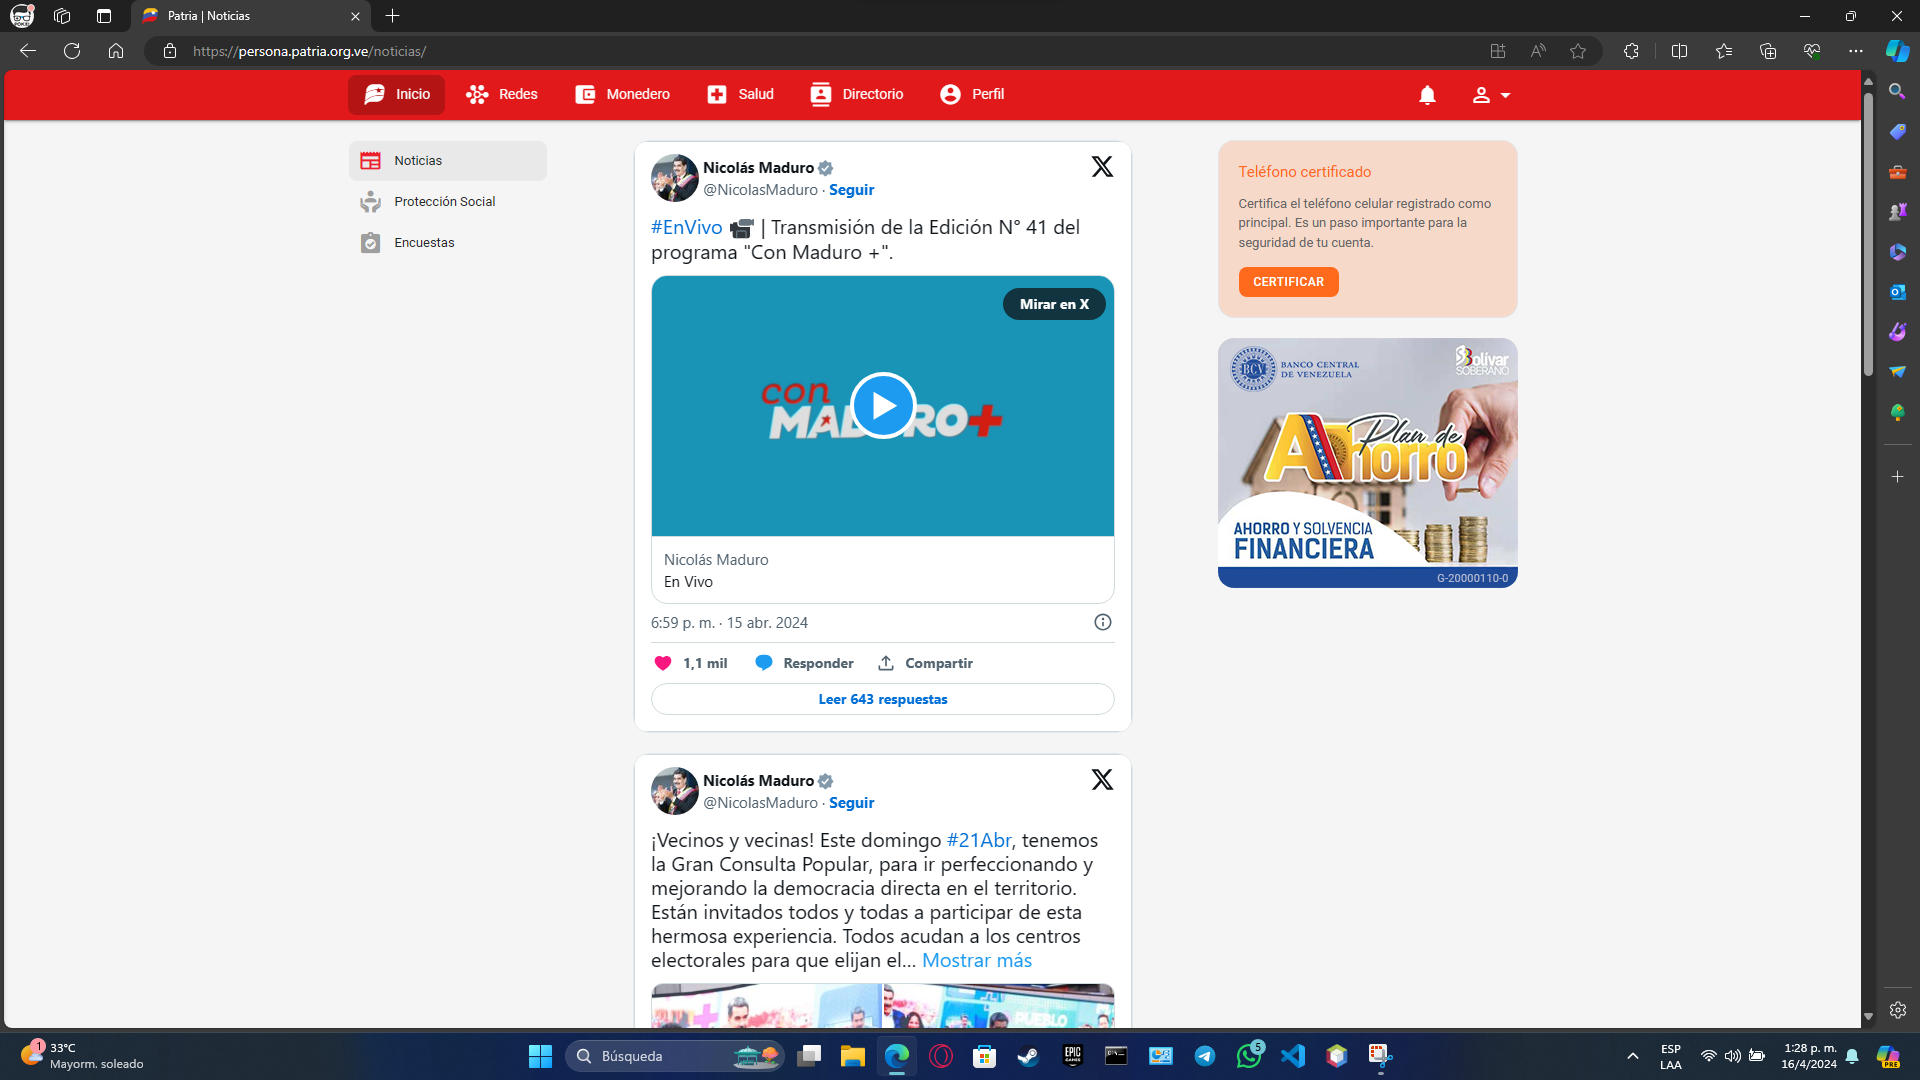 Patria | Noticias
https://persona.patria.org.ve/noticias/
Inicio
Redes
Monedero
Salud
Directorio
Perfil
Noticias
Protección Social
Encuestas
Nicolás Maduro
@NicolasMaduro · Seguir
#EnVivo | Transmisión de la Edición N° 41 del
programa "Con Maduro +".
Mirar en X
con
MADURO+
Nicolás Maduro
En Vivo
6:59 p. m. · 15 abr. 2024
1,1 mil
Responder
Compartir
Leer 643 respuestas
Nicolás Maduro
@NicolasMaduro · Seguir
¡Vecinos y vecinas! Este domingo #21Abr, tenemos
la Gran Consulta Popular, para ir perfeccionando y
mejorando la democracia directa en el territorio.
Están invitados todos y todas a participar de esta
hermosa experiencia. Todos acudan a los centros
electorales para que elijan el... Mostrar más
PUEBLO
Teléfono certificado
Certifica el teléfono celular registrado como
principal. Es un paso importante para la
seguridad de tu cuenta.
CERTIFICAR
BCV
BANCO CENTRAL
DE VENEZUELA
Bolívar
SOBERANO
Plan de
Ahorro
AHORRO Y SOLVENCIA
FINANCIERA
G-20000110-0
1
33°C
Mayorm. soleado
Búsqueda
EPIC
GAMES
5
ESP
LAA
1:28 p. m.
16/4/2024
PRE